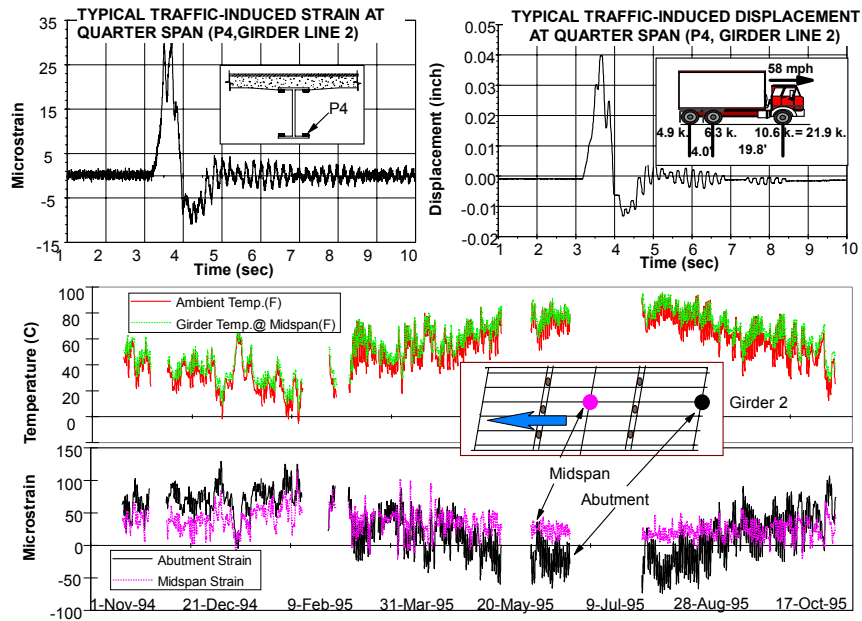 TYPICAL TRAFFIC-INDUCED STRAIN AT
QUARTER SPAN (P4,GIRDER LINE 2)
35
25
15
5
-5
-15
Microstrain
P4
1 2 3 4 5 6 7 8 9 10
Time (sec)
TYPICAL TRAFFIC-INDUCED DISPLACEMENT
AT QUARTER SPAN (P4, GIRDER LINE 2)
0.05
0.04
0.03
0.02
0.01
-0.00
-0.01
-0.02
Displacement (inch)
58 mph
4.9 k. 6.3 k. 10.6 k.= 21.9 k.
4.0'
19.8'
1 2 3 4 5 6 7 8 9 10
Time (sec)
100
80
60
40
20
0
Temperature (C)
Ambient Temp.(F)
Girder Temp.@ Midspan(F)
Girder 2
Midspan
Abutment
150
100
50
0
-50
-100
Microstrain
Abutment Strain
Midspan Strain
1-Nov-94 21-Dec-94 9-Feb-95 31-Mar-95 20-May-95 9-Jul-95 28-Aug-95 17-Oct-95